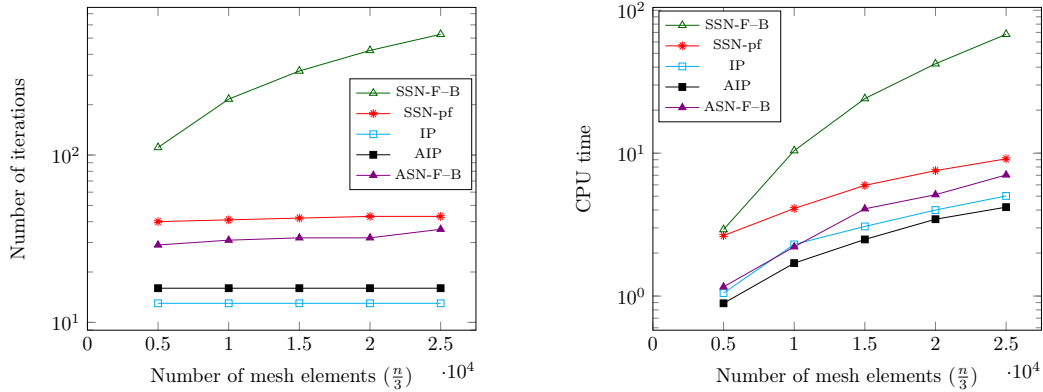 Number of iterations
10^2
10^1
SSN-F–B
SSN-pf
IP
AIP
ASN-F–B
0 0.5 1 1.5 2 2.5
·10^4
Number of mesh elements (n/3)
CPU time
10^2
10^1
10^0
SSN-F–B
SSN-pf
IP
AIP
ASN-F–B
0 0.5 1 1.5 2 2.5
·10^4
Number of mesh elements (n/3)